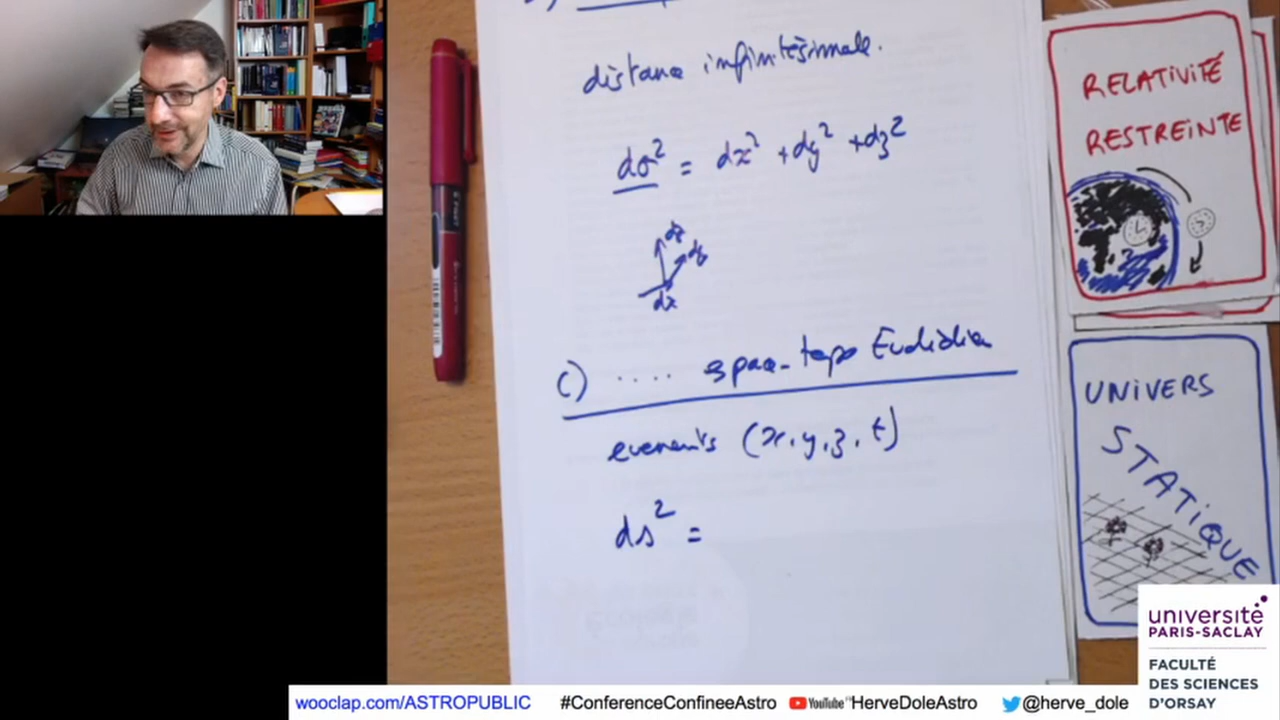 distance infinitésimale.
dσ² = dx² + dy² + dz²
dz
dy
dx
c) .... espace-temps Euclidien
evenements (x, y, z, t)
ds² =
RELATIVITÉ
RESTREINTE
UNIVERS
STATIQUE
université
PARIS-SACLAY
FACULTÉ
DES SCIENCES
D'ORSAY
wooclap.com/ASTROPUBLIC #ConferenceConfineeAstro YouTube HerveDoleAstro @herve_dole